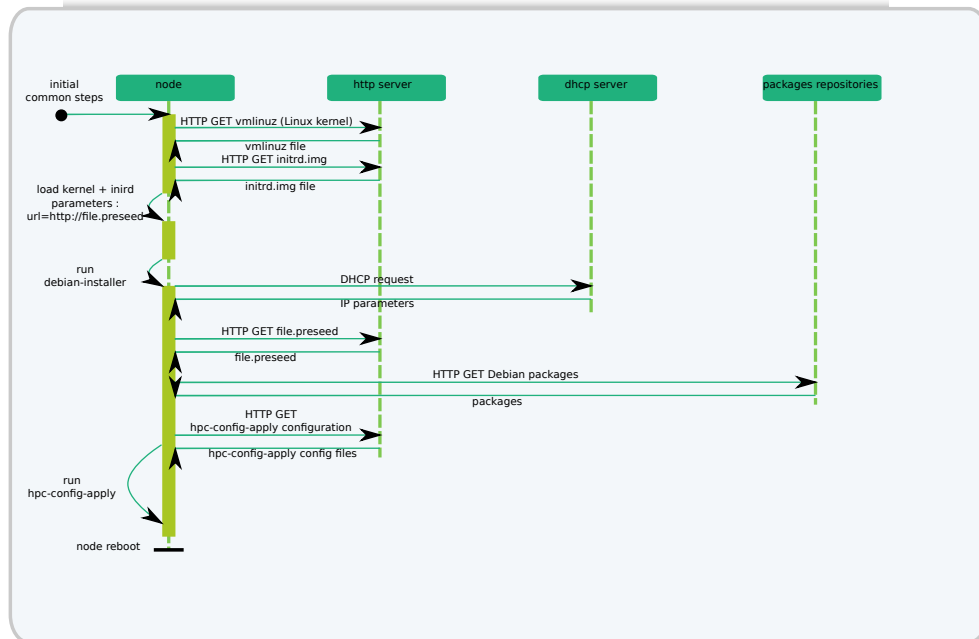 initial
common steps
node
http server
dhcp server
packages repositories
HTTP GET vmlinuz (Linux kernel)
vmlinuz file
HTTP GET initrd.img
initrd.img file
load kernel + inird
parameters :
url=http://file.preseed
run
debian-installer
DHCP request
IP parameters
HTTP GET file.preseed
file.preseed
HTTP GET Debian packages
packages
HTTP GET
hpc-config-apply configuration
hpc-config-apply config files
run
hpc-config-apply
node reboot